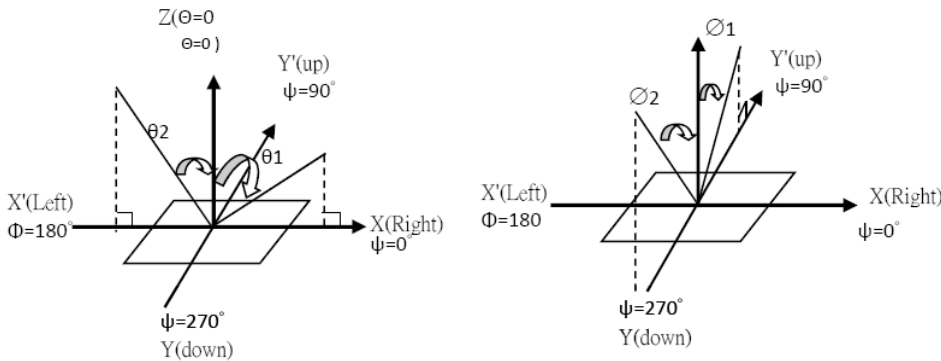 Z(Θ=0
Θ=0 )
Y'(up)
ψ=90°
θ2
θ1
X'(Left)
Φ=180°
X(Right)
ψ=0°
ψ=270°
Y(down)
∅1
Y'(up)
ψ=90°
∅2
X'(Left)
Φ=180
X(Right)
ψ=0°
ψ=270°
Y(down)